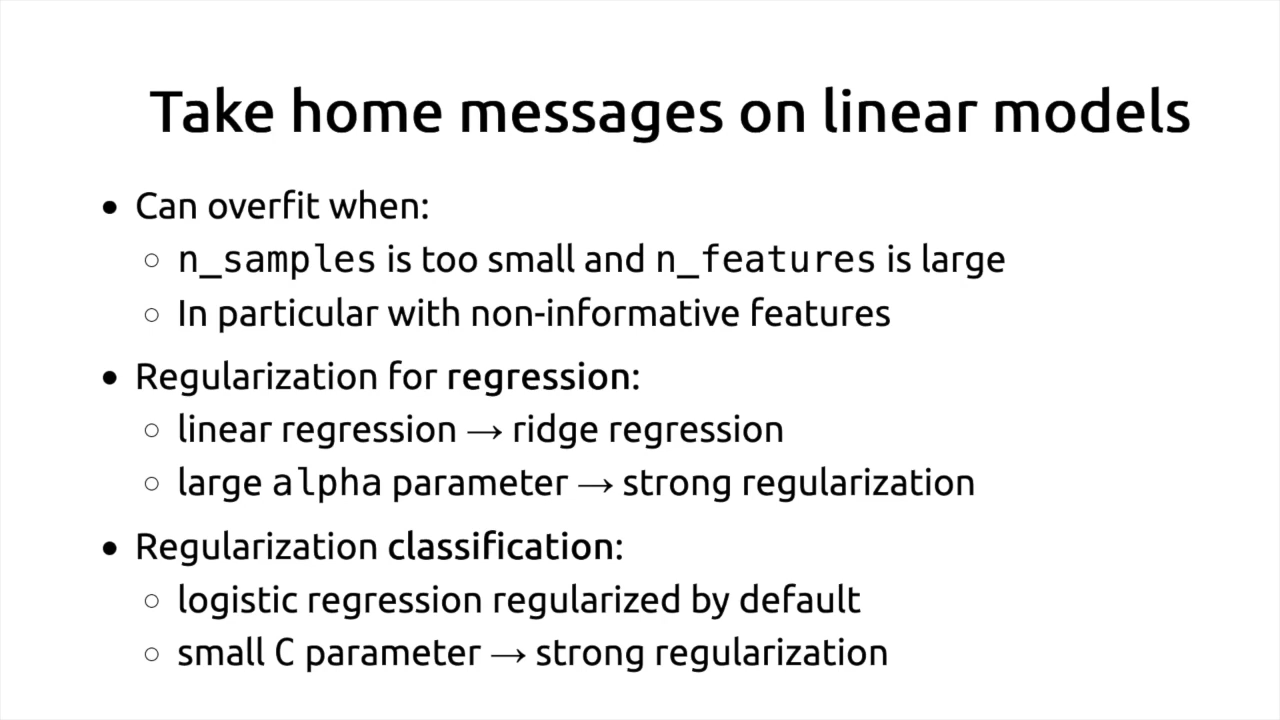 Take home messages on linear models
• Can overfit when:
○ n_samples is too small and n_features is large
○ In particular with non-informative features
• Regularization for regression:
○ linear regression → ridge regression
○ large alpha parameter → strong regularization
• Regularization classification:
○ logistic regression regularized by default
○ small C parameter → strong regularization